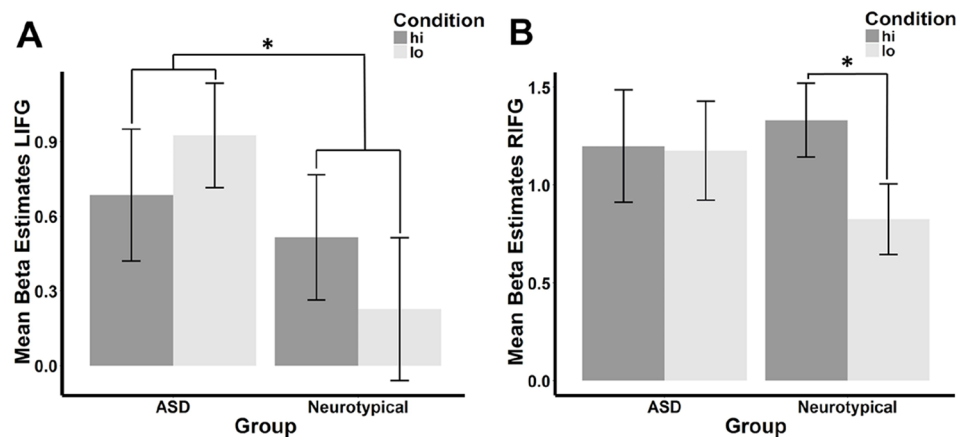 A
Condition
hi
lo
*
Mean Beta Estimates LIFG
0.9
0.6
0.3
0.0
ASD
Neurotypical
Group
B
Condition
hi
lo
*
Mean Beta Estimates RIFG
1.5
1.0
0.5
0.0
ASD
Neurotypical
Group